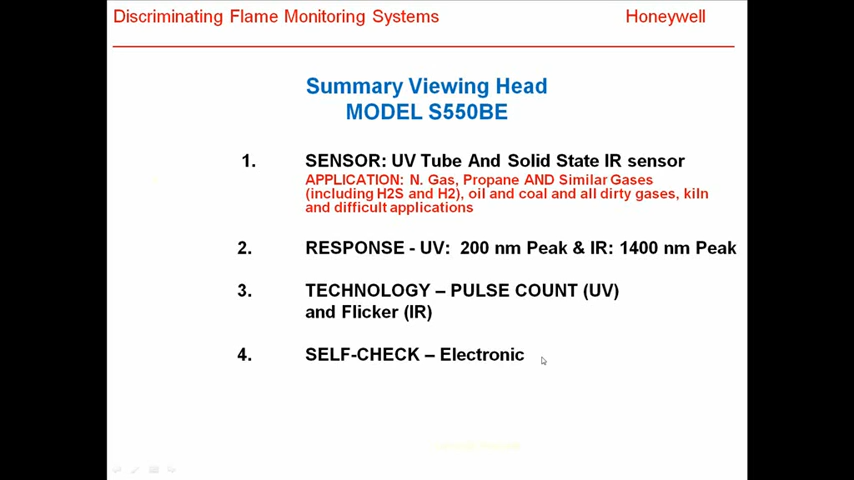 Discriminating Flame Monitoring Systems Honeywell
Summary Viewing Head
MODEL S550BE
1. SENSOR: UV Tube And Solid State IR sensor
APPLICATION: N. Gas, Propane AND Similar Gases
(including H2S and H2), oil and coal and all dirty gases, kiln
and difficult applications
2. RESPONSE - UV: 200 nm Peak & IR: 1400 nm Peak
3. TECHNOLOGY – PULSE COUNT (UV)
and Flicker (IR)
4. SELF-CHECK – Electronic